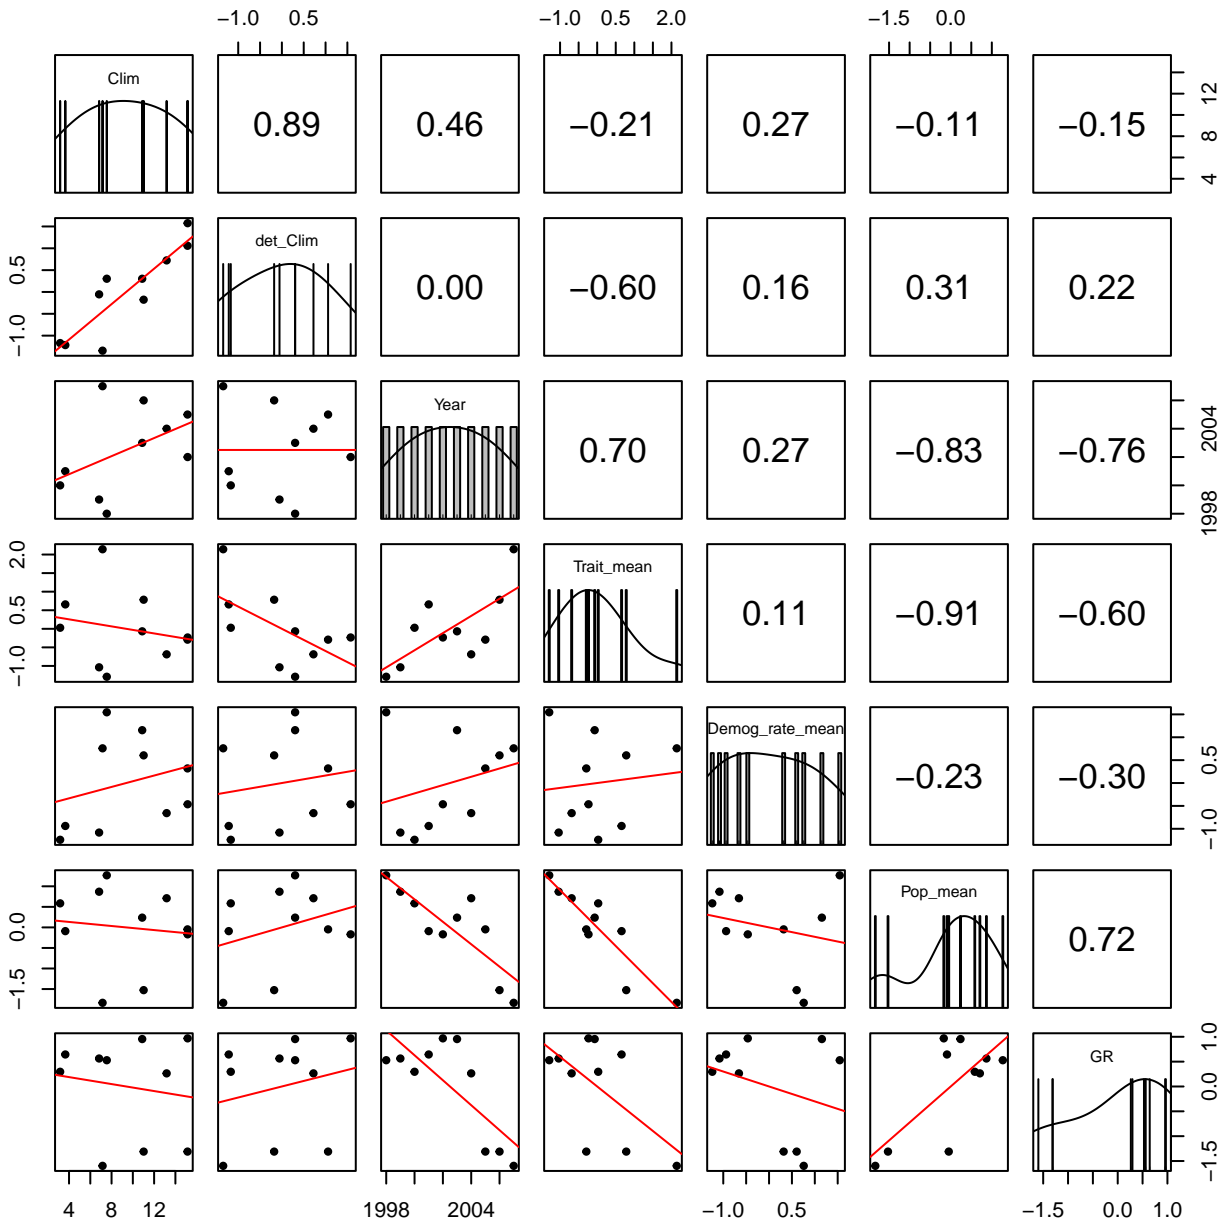 −1.0 0.5 −1.0 0.5 2.0 −1.5 0.0
Clim 0.89 0.46 −0.21 0.27 −0.11 −0.15 4 8 12
−1.0 0.5 det_Clim 0.00 −0.60 0.16 0.31 0.22
Year 0.70 0.27 −0.83 −0.76 1998 2004
−1.0 0.5 2.0 Trait_mean 0.11 −0.91 −0.60
Demog_rate_mean −0.23 −0.30 −1.0 0.5
−1.5 0.0 Pop_mean 0.72
GR −1.5 0.0 1.0
4 8 12 1998 2004 −1.0 0.5 −1.5 0.0 1.0